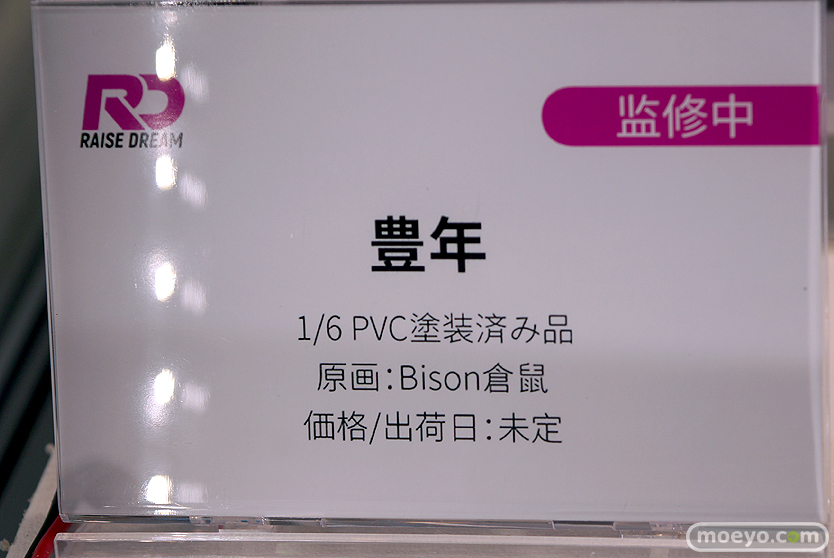 RD
RAISE DREAM
监修中
豊年
1/6 PVC塗装済み品
原画：Bison倉鼠
価格/出荷日：未定
moeyo.com